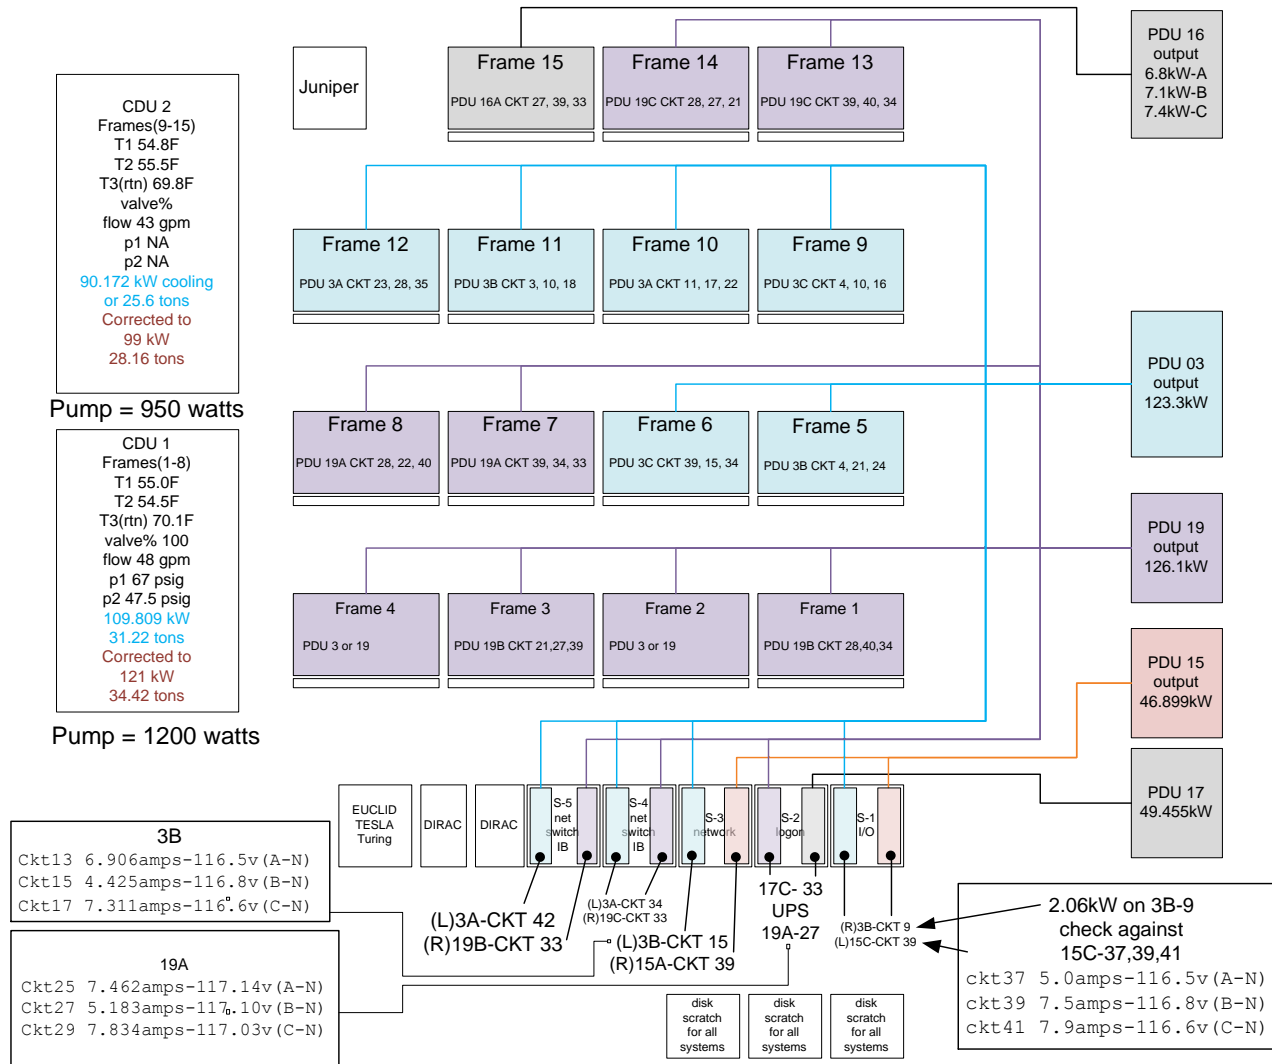 Juniper
Frame 15
PDU 16A CKT 27, 39, 33
Frame 14
PDU 19C CKT 28, 27, 21
Frame 13
PDU 19C CKT 39, 40, 34
PDU 16
output
6.8kW-A
7.1kW-B
7.4kW-C
CDU 2
Frames(9-15)
T1 54.8F
T2 55.5F
T3(rtn) 69.8F
valve%
flow 43 gpm
p1 NA
p2 NA
90.172 kW cooling
or 25.6 tons
Corrected to
99 kW
28.16 tons
Pump = 950 watts
Frame 12
PDU 3A CKT 23, 28, 35
Frame 11
PDU 3B CKT 3, 10, 18
Frame 10
PDU 3A CKT 11, 17, 22
Frame 9
PDU 3C CKT 4, 10, 16
PDU 03
output
123.3kW
CDU 1
Frames(1-8)
T1 55.0F
T2 54.5F
T3(rtn) 70.1F
valve% 100
flow 48 gpm
p1 67 psig
p2 47.5 psig
109.809 kW
31.22 tons
Corrected to
121 kW
34.42 tons
Pump = 1200 watts
Frame 8
PDU 19A CKT 28, 22, 40
Frame 7
PDU 19A CKT 39, 34, 33
Frame 6
PDU 3C CKT 39, 15, 34
Frame 5
PDU 3B CKT 4, 21, 24
PDU 19
output
126.1kW
Frame 4
PDU 3 or 19
Frame 3
PDU 19B CKT 21,27,39
Frame 2
PDU 3 or 19
Frame 1
PDU 19B CKT 28,40,34
PDU 15
output
46.899kW
PDU 17
49.455kW
EUCLID
TESLA
Turing
DIRAC
DIRAC
S-5
net
switch
IB
S-4
net
switch
IB
S-3
network
S-2
logon
S-1
I/O
3B
Ckt13 6.906amps-116.5v(A-N)
Ckt15 4.425amps-116.8v(B-N)
Ckt17 7.311amps-116.6v(C-N)
19A
Ckt25 7.462amps-117.14v(A-N)
Ckt27 5.183amps-117.10v(B-N)
Ckt29 7.834amps-117.03v(C-N)
(L)3A-CKT 42
(R)19B-CKT 33
(L)3A-CKT 34
(R)19C-CKT 33
(L)3B-CKT 15
(R)15A-CKT 39
17C- 33
UPS
19A-27
(R)3B-CKT 9
(L)15C-CKT 39
2.06kW on 3B-9
check against
15C-37,39,41
ckt37 5.0amps-116.5v(A-N)
ckt39 7.5amps-116.8v(B-N)
ckt41 7.9amps-116.6v(C-N)
disk
scratch
for all
systems
disk
scratch
for all
systems
disk
scratch
for all
systems